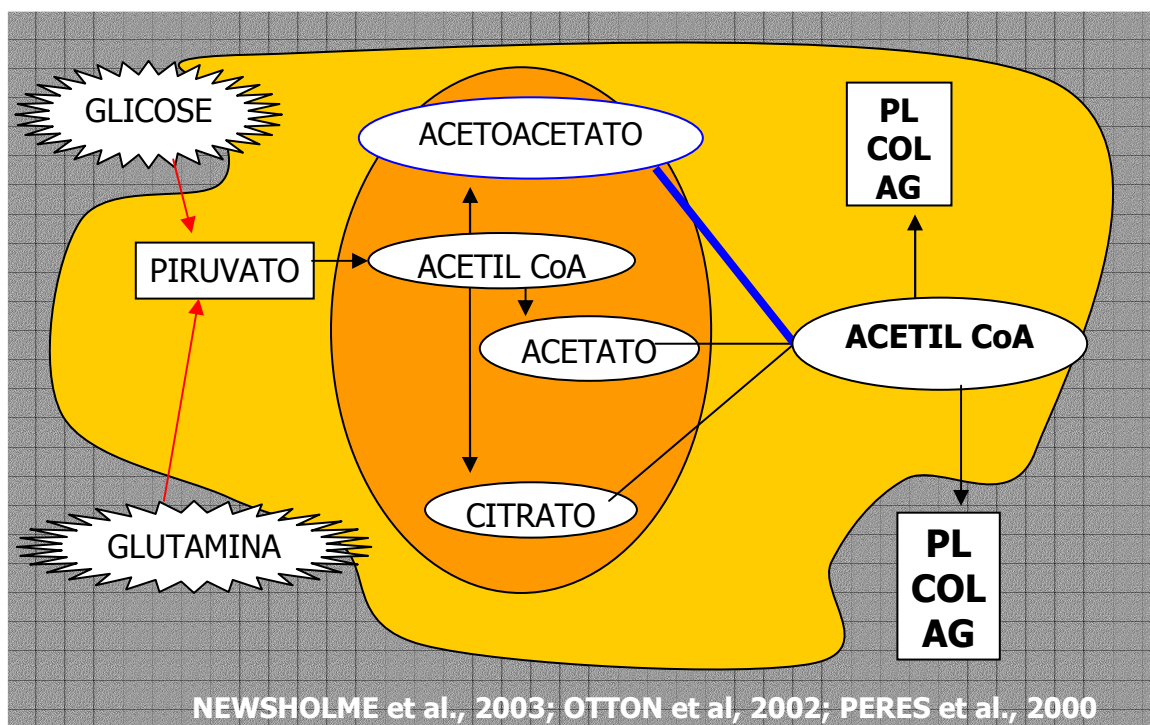 GLICOSE
ACETOACETATO
PL
COL
AG
PIRUVATO
ACETIL CoA
ACETATO
ACETIL CoA
CITRATO
GLUTAMINA
PL
COL
AG
NEWSHOLME et al., 2003; OTTON et al, 2002; PERES et al., 2000